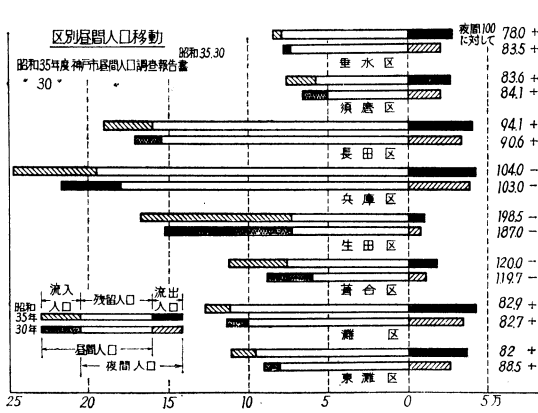 区別昼間人口移動
昭和35.30
昭和35年度神戸市昼間人口調査報告書
〃 30 〃 〃
夜間100
に対して
78.0 +
83.5 +
垂水区
83.6 +
84.1 +
須磨区
94.1 +
90.6 +
長田区
104.0 -
103.0 -
兵庫区
198.5 -
187.0 -
生田区
120.0 -
119.7 -
葺合区
82.9 +
82.7 +
灘区
82 +
88.5 +
東灘区
流入人口
残留人口
流出人口
昭和
35年
30年
昼間人口
夜間人口
25 20 15 10 5 0 5万